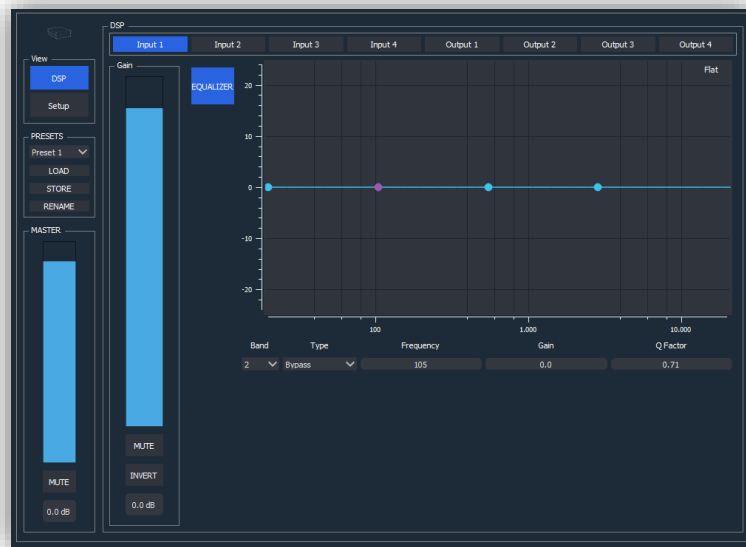 DSP
Input 1 Input 2 Input 3 Input 4 Output 1 Output 2 Output 3 Output 4
View
DSP
Setup
PRESETS
Preset 1
LOAD
STORE
RENAME
MASTER
MUTE
0.0 dB
Gain
MUTE
INVERT
0.0 dB
EQUALIZER
Flat
20
10
0
-10
-20
100 1.000 10.000
Band Type Frequency Gain Q Factor
2 Bypass 105 0.0 0.71